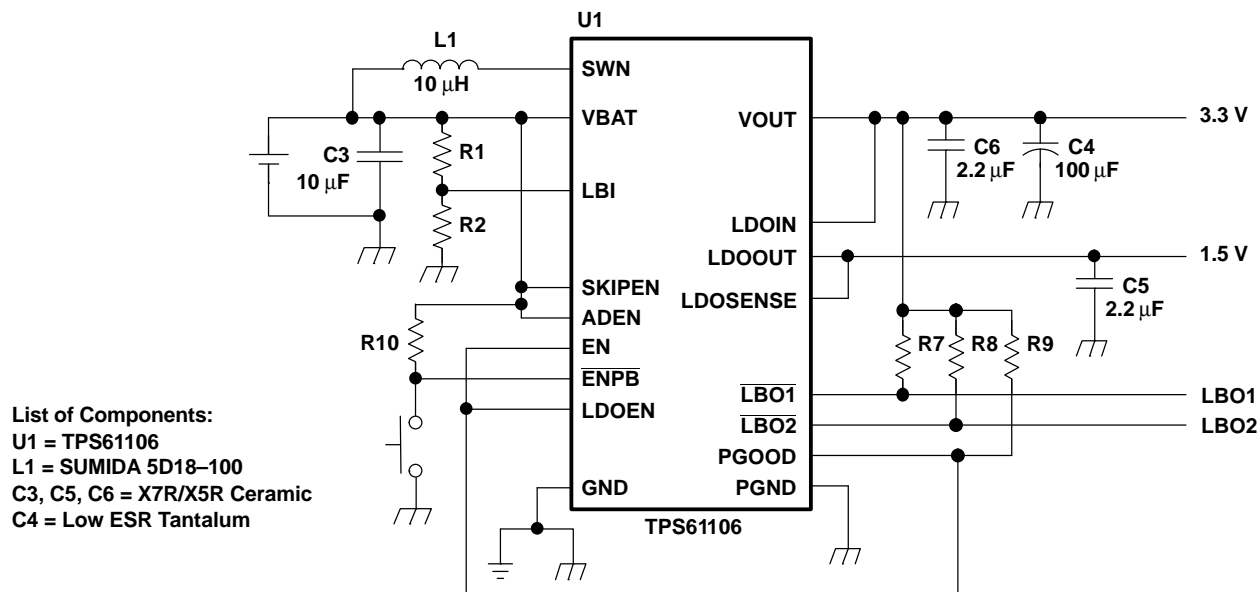 U1
L1
10 μH
SWN
VBAT
VOUT
3.3 V
C3
10 μF
R1
C6
2.2 μF
C4
100 μF
LBI
R2
LDOIN
LDOOUT
1.5 V
SKIPEN
LDOSENSE
C5
2.2 μF
ADEN
R10
EN
R7
R8
R9
ENPB
LBO1
LBO1
LDOEN
LBO2
LBO2
PGOOD
GND
PGND
TPS61106
List of Components:
U1 = TPS61106
L1 = SUMIDA 5D18–100
C3, C5, C6 = X7R/X5R Ceramic
C4 = Low ESR Tantalum